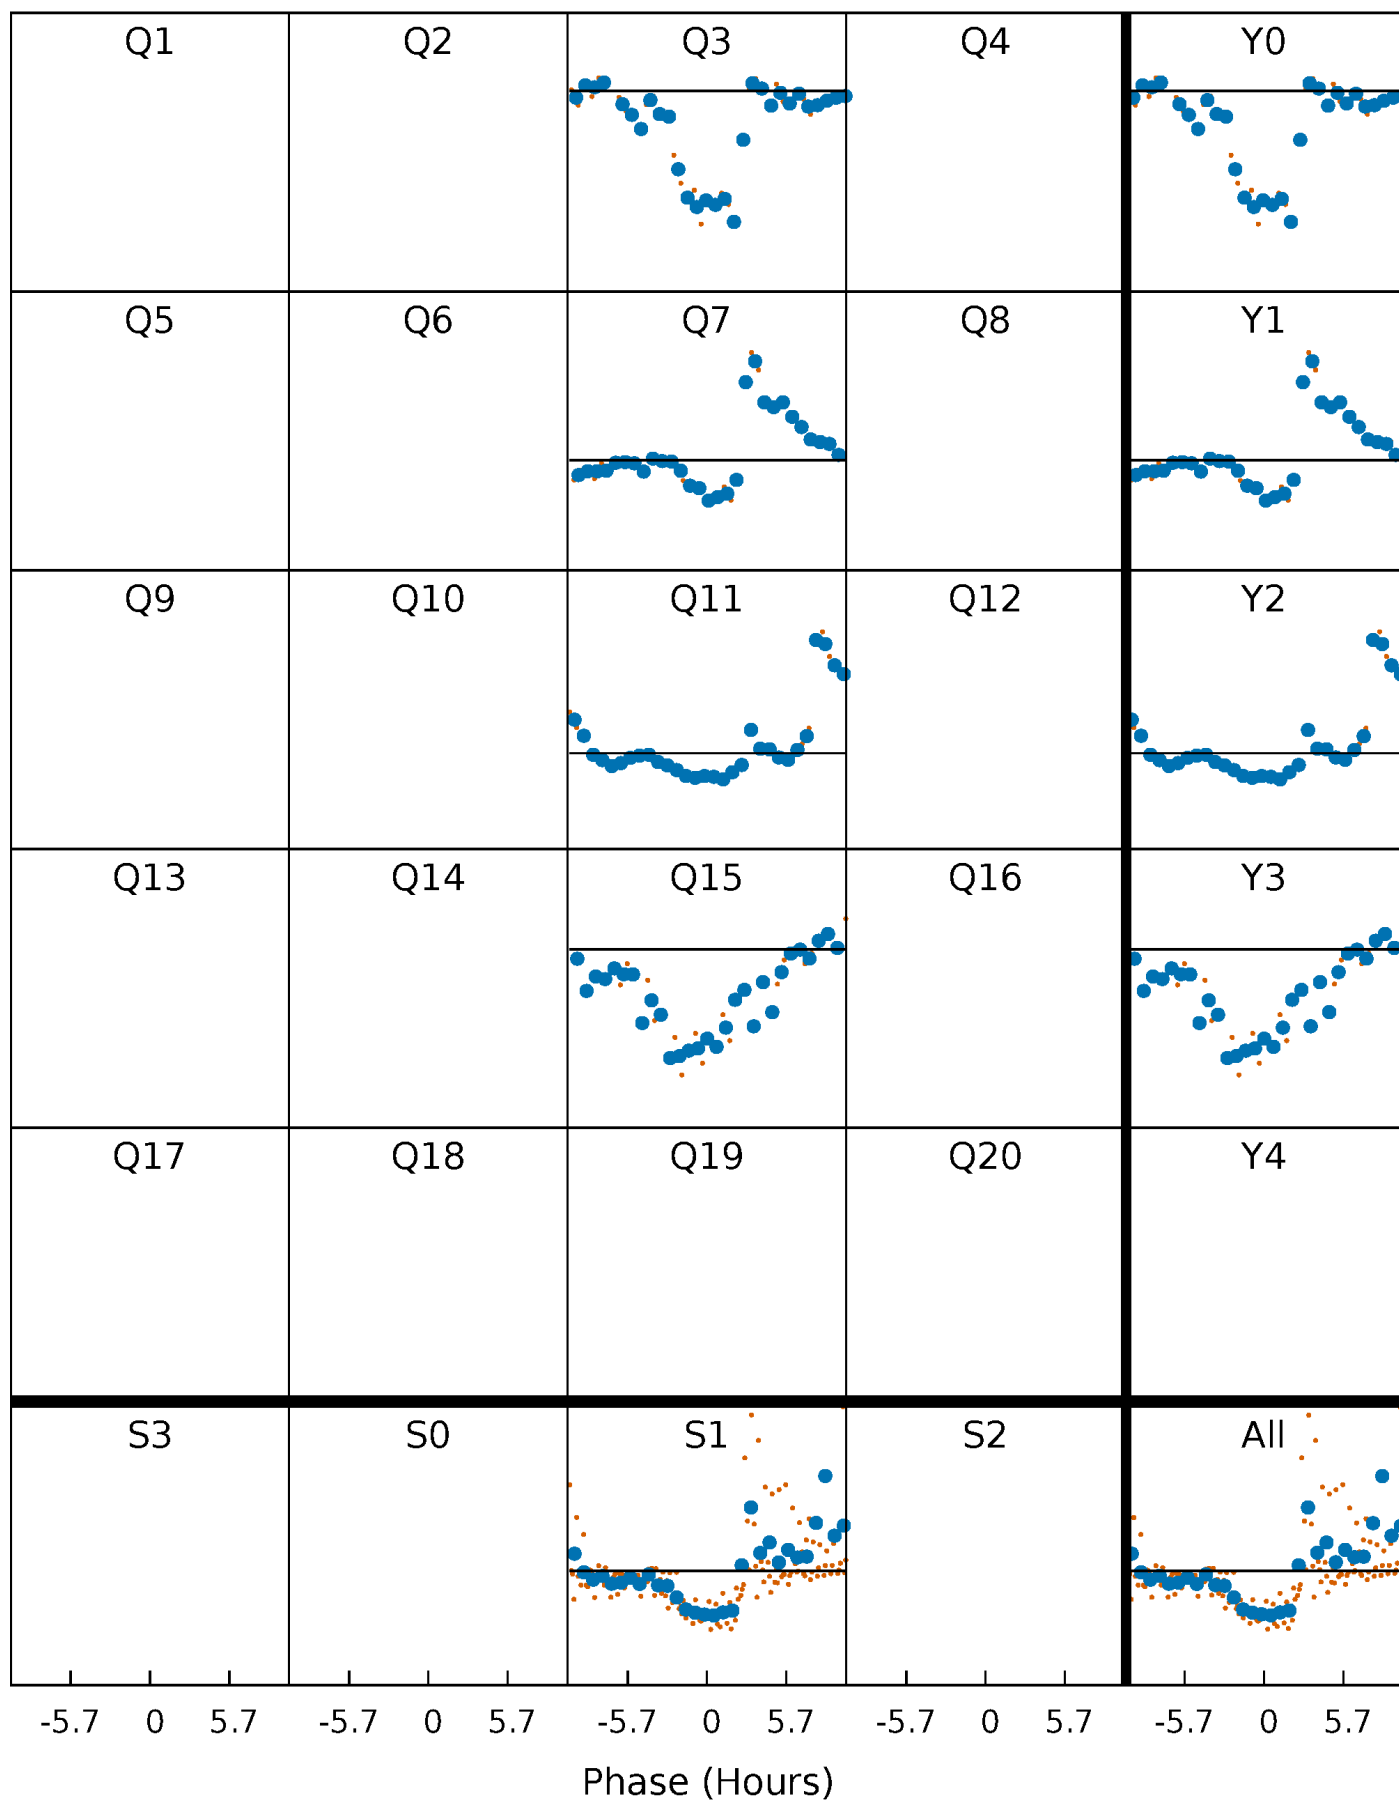 Q1 Q2 Q3 Q4 Y0
Q5 Q6 Q7 Q8 Y1
Q9 Q10 Q11 Q12 Y2
Q13 Q14 Q15 Q16 Y3
Q17 Q18 Q19 Q20 Y4
S3 S0 S1 S2 All
-5.7 0 5.7 -5.7 0 5.7 -5.7 0 5.7 -5.7 0 5.7 -5.7 0 5.7
Phase (Hours)